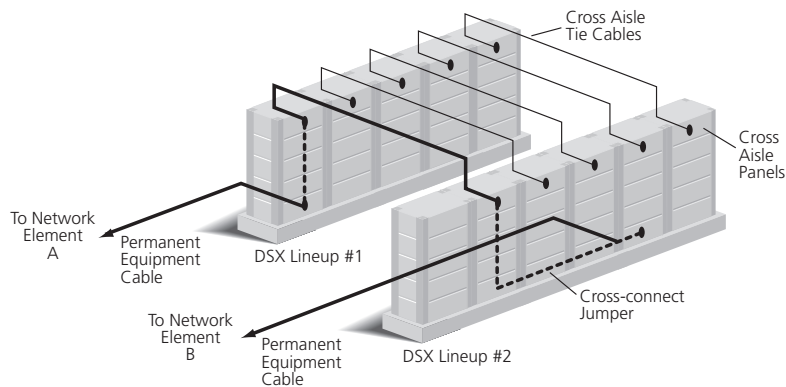 Cross Aisle
Tie Cables
Cross
Aisle
Panels
To Network
Element
A
Permanent
Equipment
Cable
DSX Lineup #1
Cross-connect
Jumper
To Network
Element
B
Permanent
Equipment
Cable
DSX Lineup #2